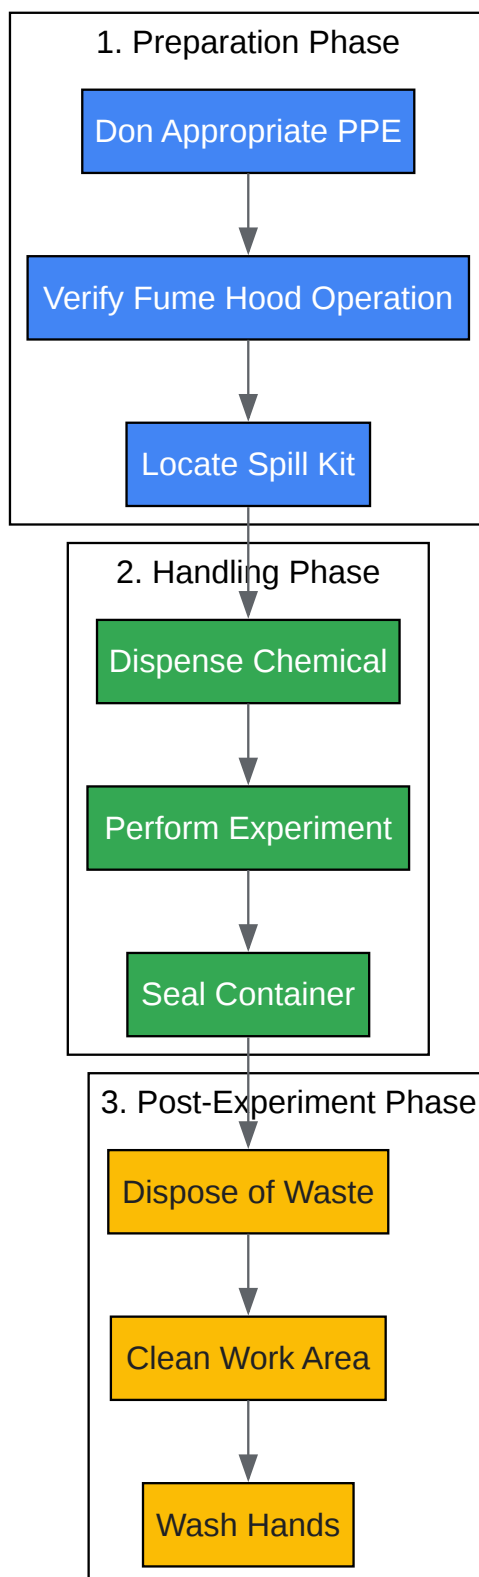 1. Preparation Phase
Don Appropriate PPE
Verify Fume Hood Operation
Locate Spill Kit
2. Handling Phase
Dispense Chemical
Perform Experiment
Seal Container
3. Post-Experiment Phase
Dispose of Waste
Clean Work Area
Wash Hands